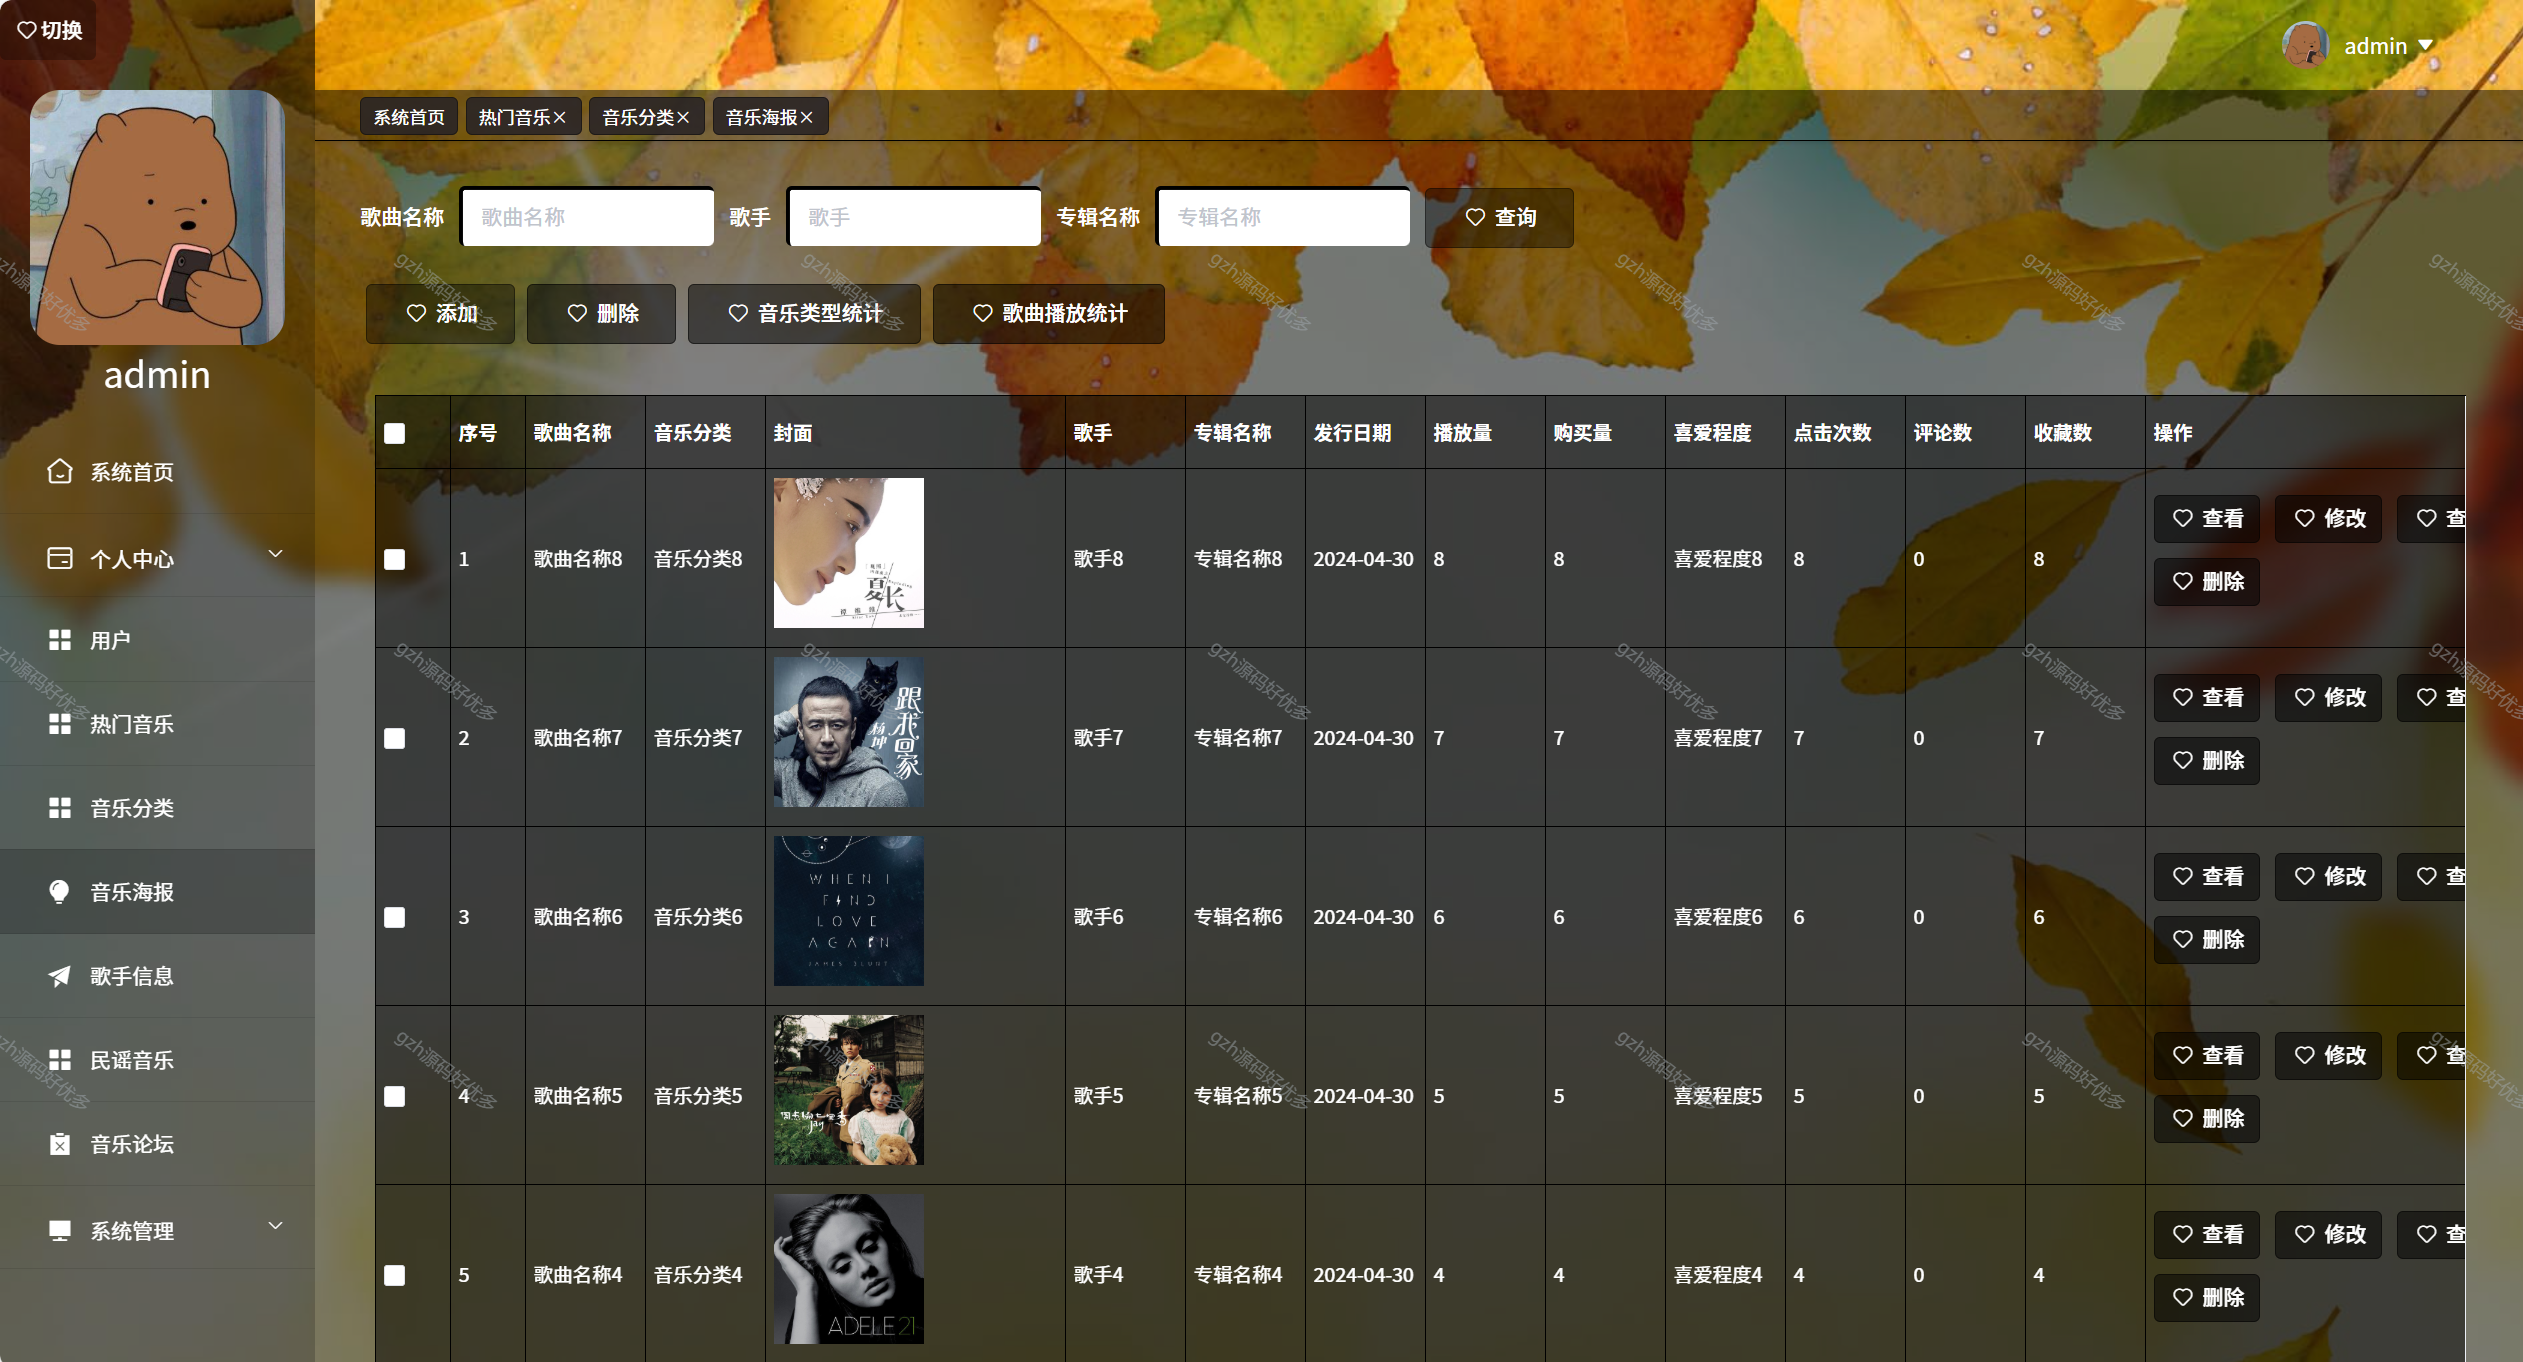 切换
admin
系统首页 热门音乐× 音乐分类× 音乐海报×
歌曲名称 歌曲名称 歌手 歌手 专辑名称 专辑名称 查询
添加 删除 音乐类型统计 歌曲播放统计
admin
系统首页
个人中心
用户
热门音乐
音乐分类
音乐海报
歌手信息
民谣音乐
音乐论坛
系统管理
序号 歌曲名称 音乐分类 封面 歌手 专辑名称 发行日期 播放量 购买量 喜爱程度 点击次数 评论数 收藏数 操作
1 歌曲名称8 音乐分类8 夏长 歌手8 专辑名称8 2024-04-30 8 8 喜爱程度8 8 0 8 查看 修改 查
删除
2 歌曲名称7 音乐分类7 跟我回家 杨坤 歌手7 专辑名称7 2024-04-30 7 7 喜爱程度7 7 0 7 查看 修改 查
删除
WHEN I
FIND
LOVE
AGAIN
JAMES BLUNT
3 歌曲名称6 音乐分类6 歌手6 专辑名称6 2024-04-30 6 6 喜爱程度6 6 0 6 查看 修改 查
删除
4 歌曲名称5 音乐分类5 Jay 歌手5 专辑名称5 2024-04-30 5 5 喜爱程度5 5 0 5 查看 修改 查
删除
5 歌曲名称4 音乐分类4 ADELE 21 歌手4 专辑名称4 2024-04-30 4 4 喜爱程度4 4 0 4 查看 修改 查
删除
gzh源码好优多